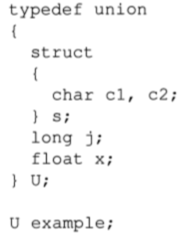 typedef union
{
  struct
  {
    char c1, c2;
  } s;
  long j;
  float x;
} U;

U example;